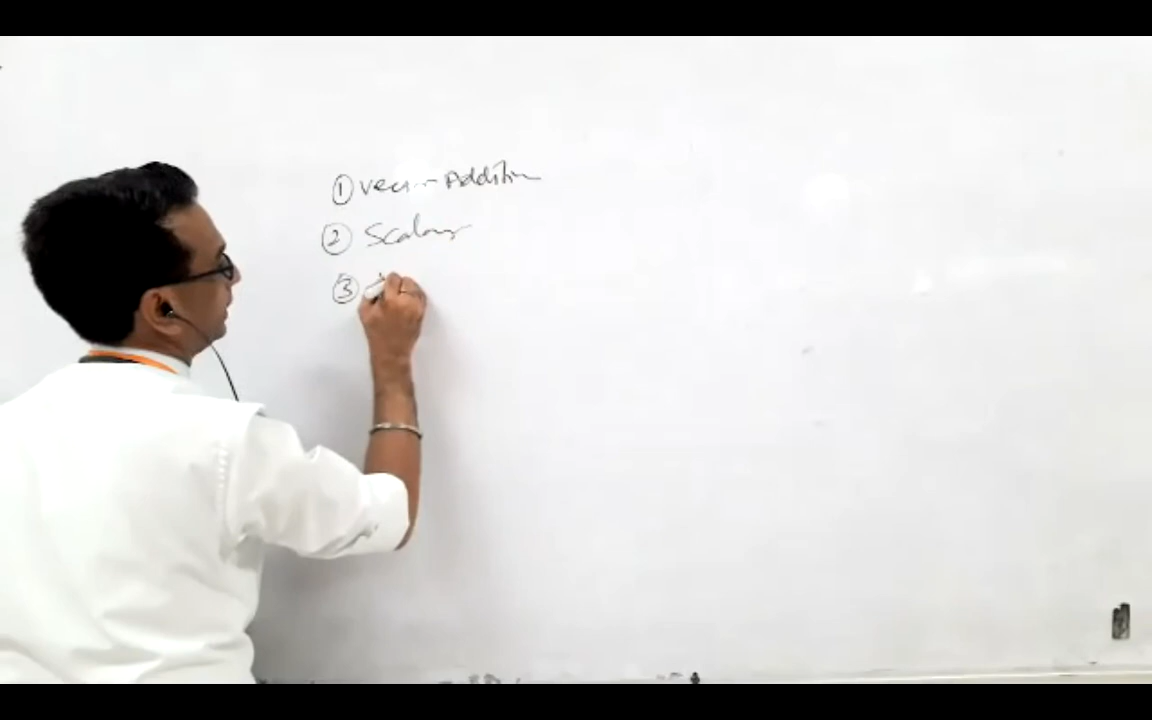 ① Vector Addition
② Scalar
③